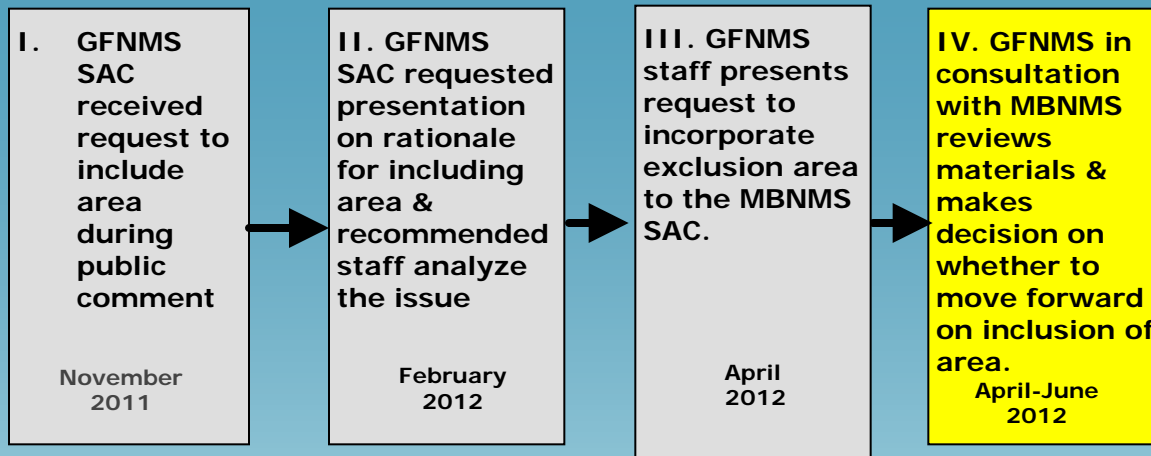 I. GFNMS
SAC
received
request to
include
area
during
public
comment
November
2011
II. GFNMS
SAC requested
presentation
on rationale
for including
area &
recommended
staff analyze
the issue
February
2012
III. GFNMS
staff presents
request to
incorporate
exclusion area
to the MBNMS
SAC.
April
2012
IV. GFNMS in
consultation
with MBNMS
reviews
materials &
makes
decision on
whether to
move forward
on inclusion of
area.
April-June
2012